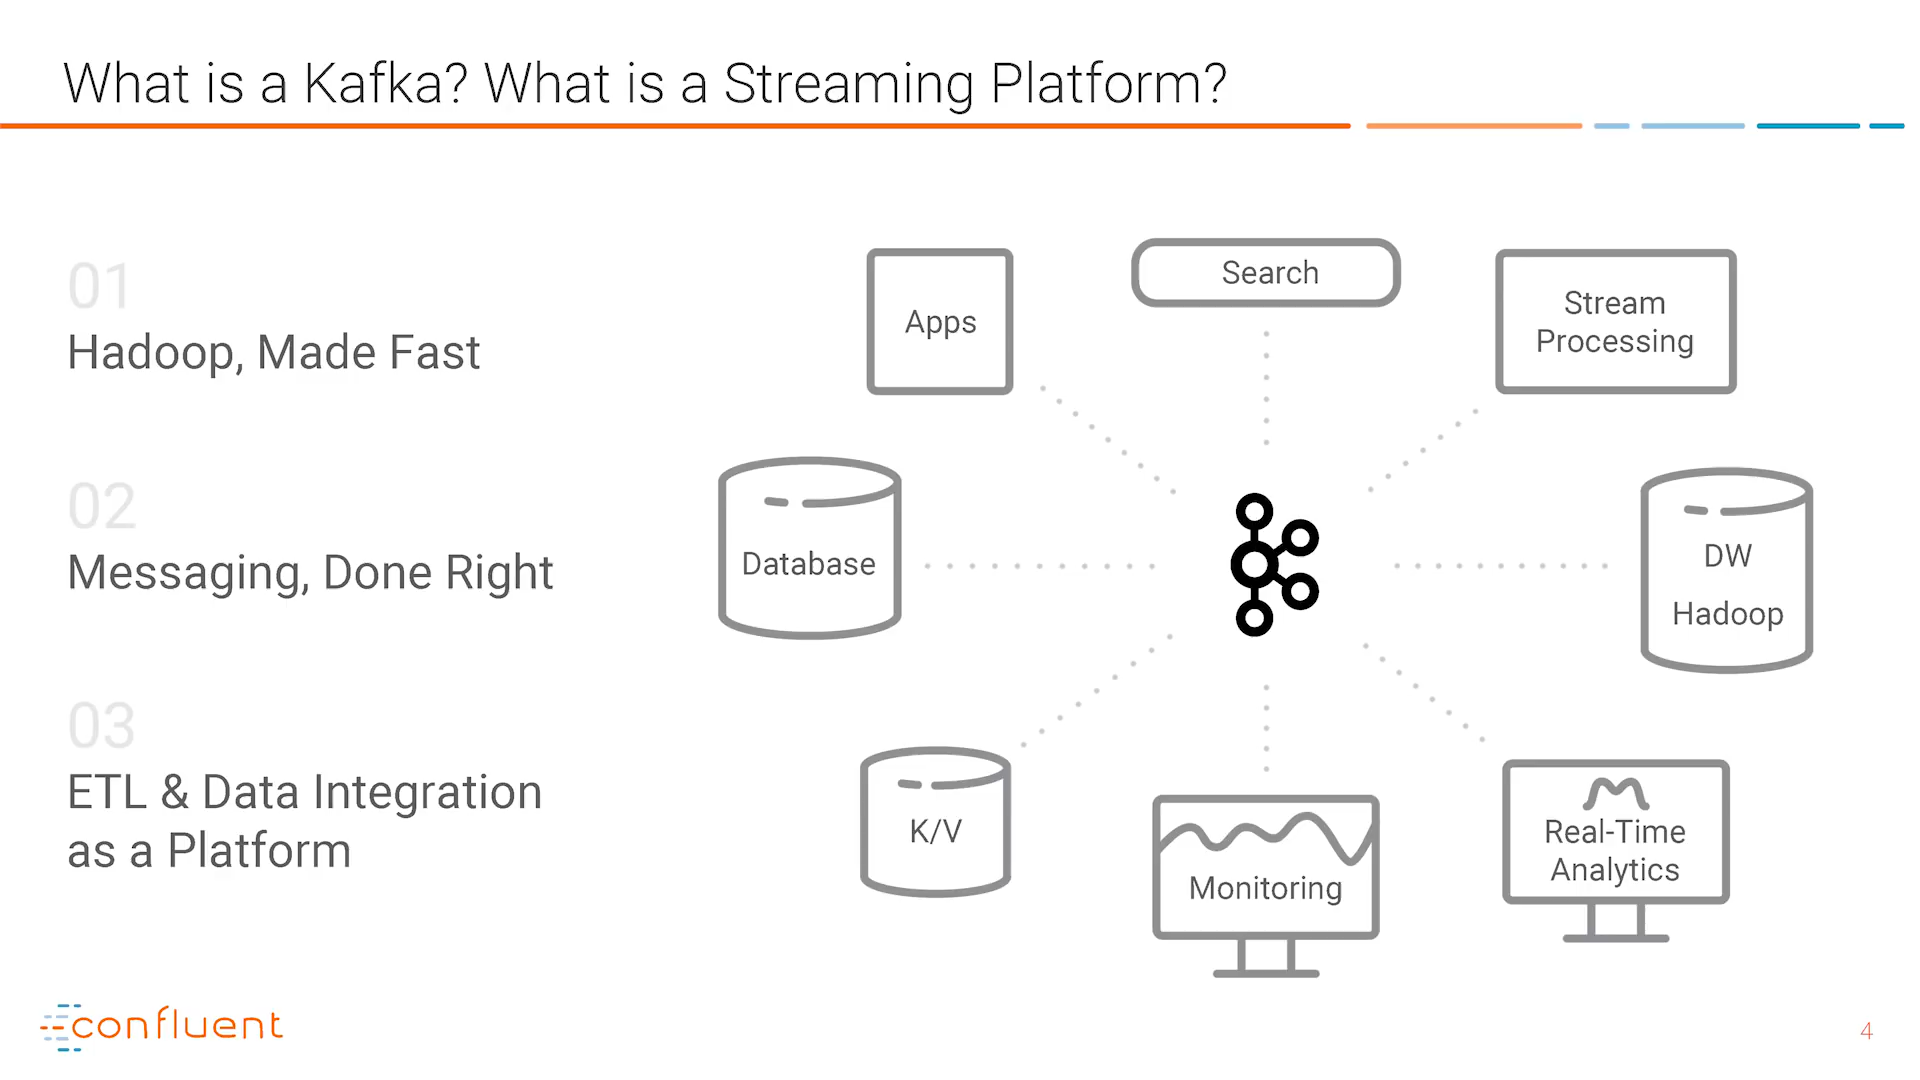 What is a Kafka? What is a Streaming Platform?
01
Hadoop, Made Fast
02
Messaging, Done Right
03
ETL & Data Integration
as a Platform
Apps
Search
Stream
Processing
Database
DW
Hadoop
K/V
Monitoring
Real-Time
Analytics
confluent
4